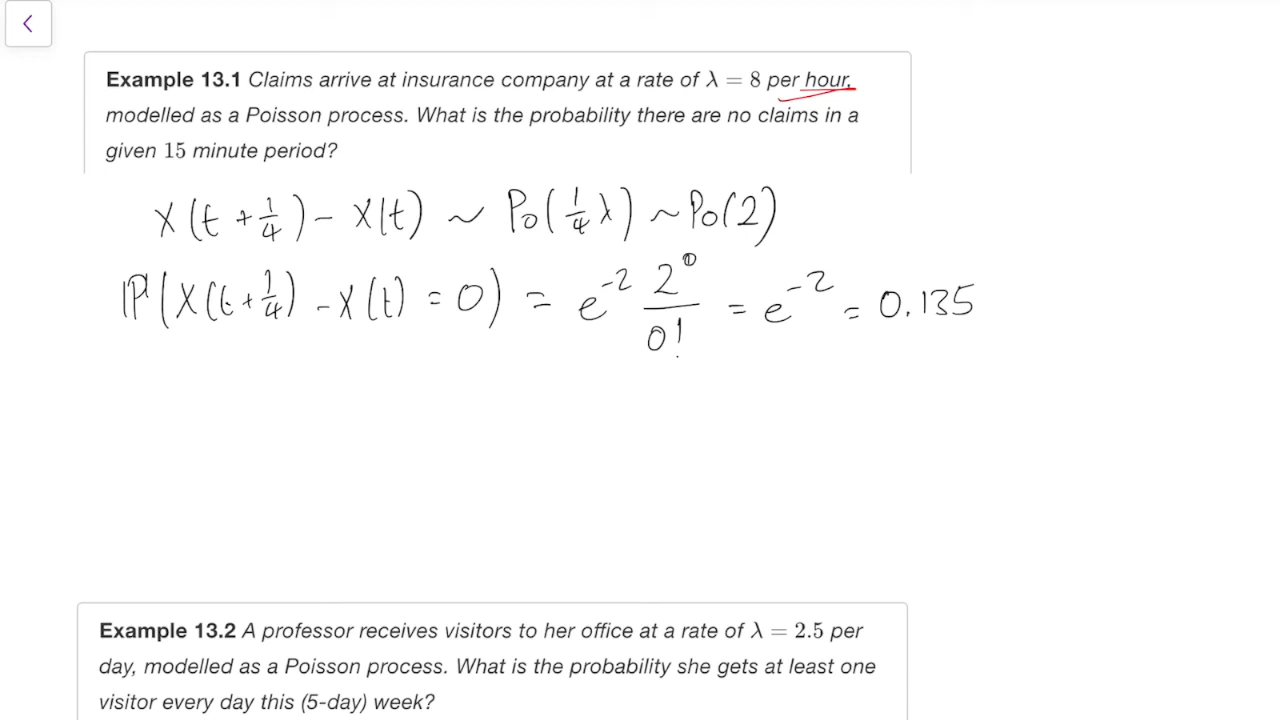 Example 13.1 Claims arrive at insurance company at a rate of λ = 8 per hour,
modelled as a Poisson process. What is the probability there are no claims in a
given 15 minute period?
X(t + 1/4) − X(t) ~ Po(1/4 λ) ~ Po(2)
ℙ(X(t + 1/4) − X(t) = 0) = e⁻² 2⁰/0! = e⁻² = 0.135
Example 13.2 A professor receives visitors to her office at a rate of λ = 2.5 per
day, modelled as a Poisson process. What is the probability she gets at least one
visitor every day this (5-day) week?